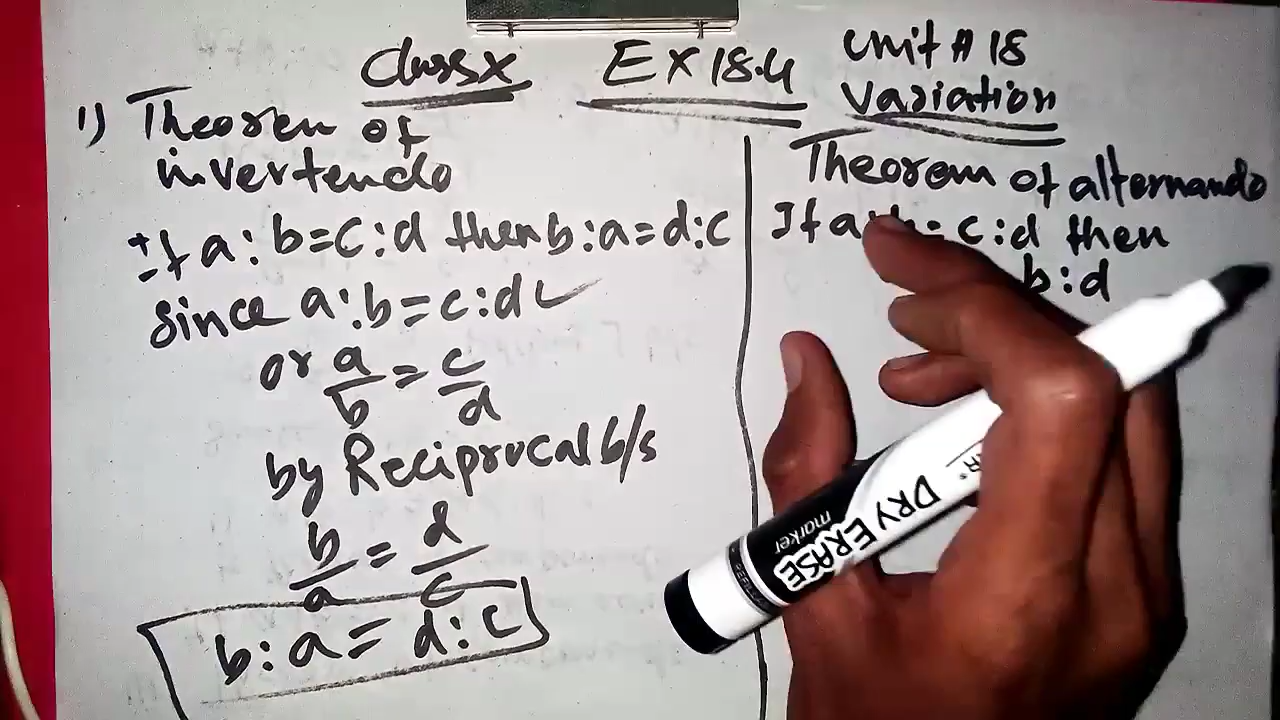 Class X
Ex 18.4
Unit # 18
Variation
1) Theorem of
invertendo
If a:b=c:d then b:a=d:c
since a:b=c:d
or a/b = c/d
by Reciprocal b/s
b/a = d/c
b:a = d:c
Theorem of alternando
If a : c:d then
b:d
DRY ERASE
marker